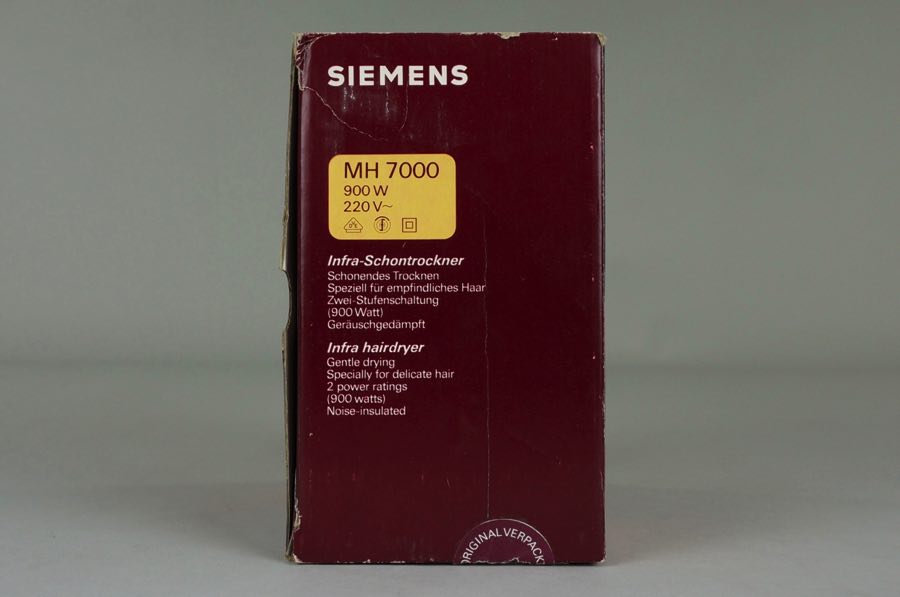 SIEMENS
MH 7000
900 W
220 V~
Infra-Schontrockner
Schonendes Trocknen
Speziell für empfindliches Haar
Zwei-Stufenschaltung
(900 Watt)
Geräuschgedämpft
Infra hairdryer
Gentle drying
Specially for delicate hair
2 power ratings
(900 watts)
Noise-insulated
ORIGINALVERPACK